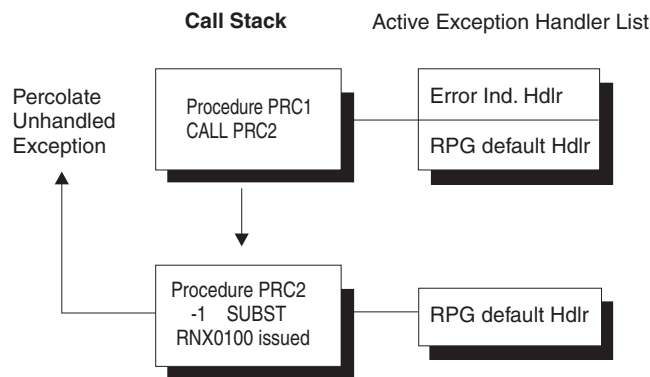 Call Stack
Active Exception Handler List
Percolate
Unhandled
Exception
Procedure PRC1
CALL PRC2
Error Ind. Hdlr
RPG default Hdlr
Procedure PRC2
-1 SUBST
RNX0100 issued
RPG default Hdlr